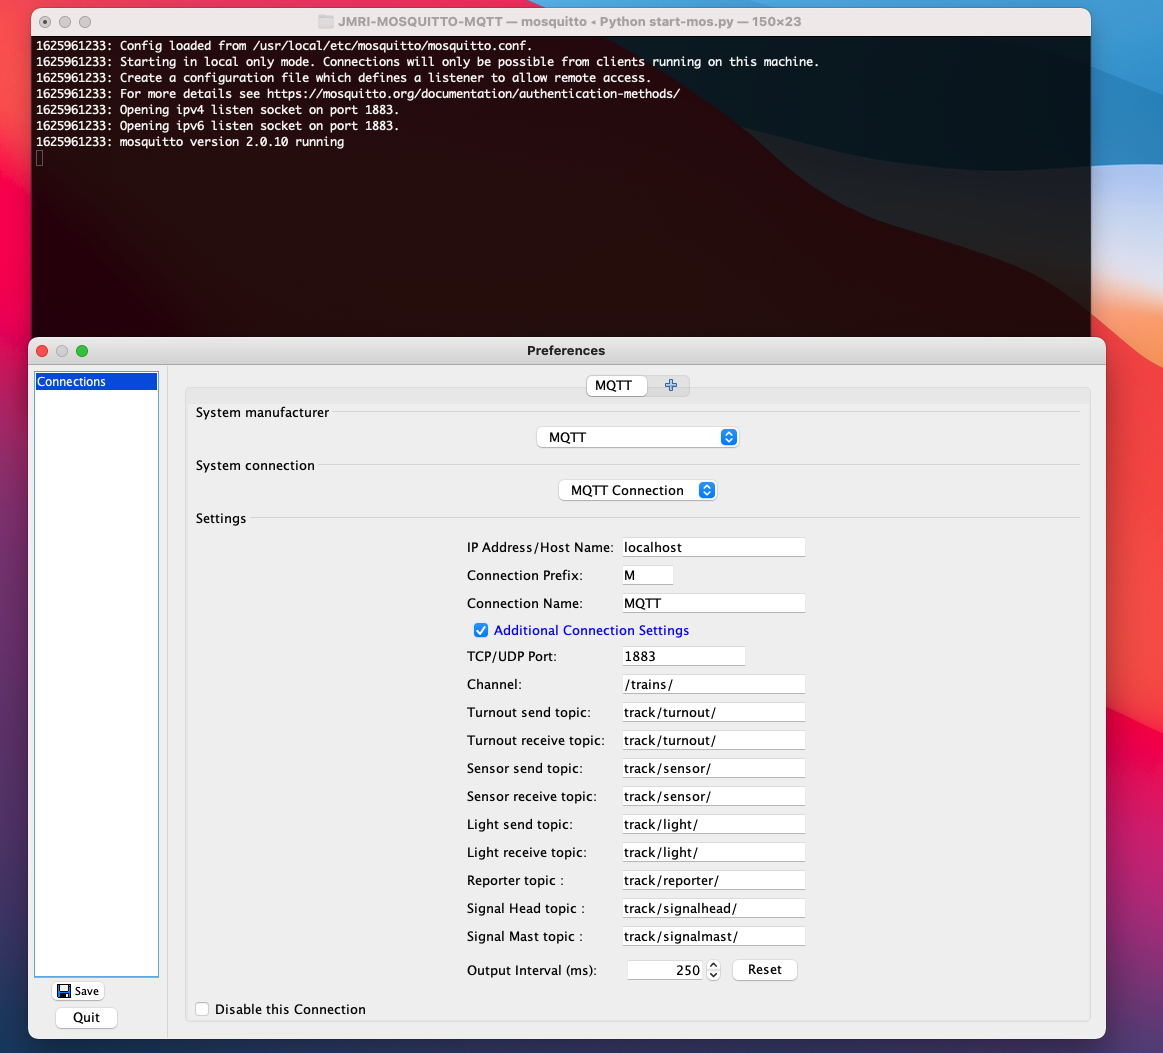 JMRI-MOSQUITTO-MQTT — mosquitto ◂ Python start-mos.py — 150×23
1625961233: Config loaded from /usr/local/etc/mosquitto/mosquitto.conf.
1625961233: Starting in local only mode. Connections will only be possible from clients running on this machine.
1625961233: Create a configuration file which defines a listener to allow remote access.
1625961233: For more details see https://mosquitto.org/documentation/authentication-methods/
1625961233: Opening ipv4 listen socket on port 1883.
1625961233: Opening ipv6 listen socket on port 1883.
1625961233: mosquitto version 2.0.10 running
Preferences
Connections
MQTT
System manufacturer
MQTT
System connection
MQTT Connection
Settings
IP Address/Host Name: localhost
Connection Prefix: M
Connection Name: MQTT
Additional Connection Settings
TCP/UDP Port: 1883
Channel: /trains/
Turnout send topic: track/turnout/
Turnout receive topic: track/turnout/
Sensor send topic: track/sensor/
Sensor receive topic: track/sensor/
Light send topic: track/light/
Light receive topic: track/light/
Reporter topic : track/reporter/
Signal Head topic : track/signalhead/
Signal Mast topic : track/signalmast/
Output Interval (ms): 250 Reset
Save
Disable this Connection
Quit